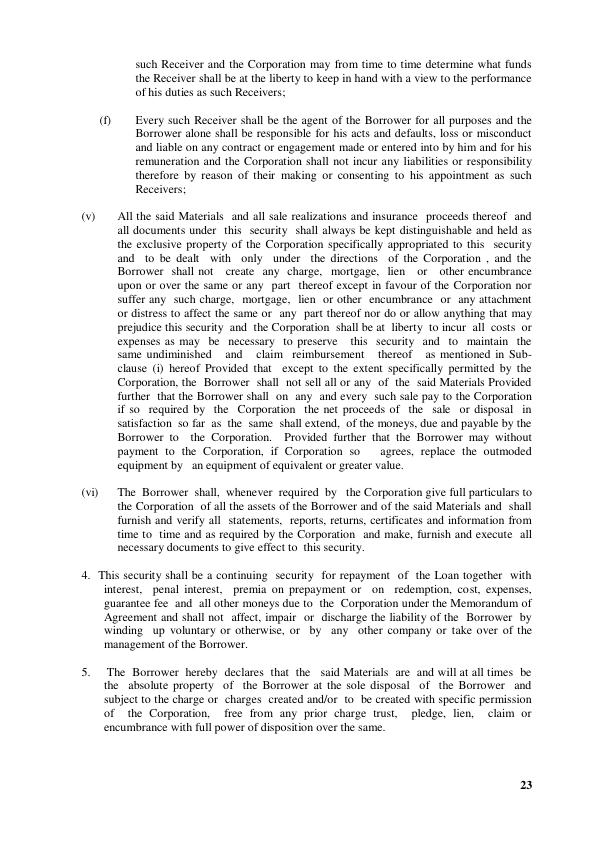 such Receiver and the Corporation may from time to time determine what funds
the Receiver shall be at the liberty to keep in hand with a view to the performance
of his duties as such Receivers;
(f) Every such Receiver shall be the agent of the Borrower for all purposes and the
Borrower alone shall be responsible for his acts and defaults, loss or misconduct
and liable on any contract or engagement made or entered into by him and for his
remuneration and the Corporation shall not incur any liabilities or responsibility
therefore by reason of their making or consenting to his appointment as such
Receivers;
(v) All the said Materials and all sale realizations and insurance proceeds thereof and
all documents under this security shall always be kept distinguishable and held as
the exclusive property of the Corporation specifically appropriated to this security
and to be dealt with only under the directions of the Corporation , and the
Borrower shall not create any charge, mortgage, lien or other encumbrance
upon or over the same or any part thereof except in favour of the Corporation nor
suffer any such charge, mortgage, lien or other encumbrance or any attachment
or distress to affect the same or any part thereof nor do or allow anything that may
prejudice this security and the Corporation shall be at liberty to incur all costs or
expenses as may be necessary to preserve this security and to maintain the
same undiminished and claim reimbursement thereof as mentioned in Sub-
clause (i) hereof Provided that except to the extent specifically permitted by the
Corporation, the Borrower shall not sell all or any of the said Materials Provided
further that the Borrower shall on any and every such sale pay to the Corporation
if so required by the Corporation the net proceeds of the sale or disposal in
satisfaction so far as the same shall extend, of the moneys, due and payable by the
Borrower to the Corporation. Provided further that the Borrower may without
payment to the Corporation, if Corporation so agrees, replace the outmoded
equipment by an equipment of equivalent or greater value.
(vi) The Borrower shall, whenever required by the Corporation give full particulars to
the Corporation of all the assets of the Borrower and of the said Materials and shall
furnish and verify all statements, reports, returns, certificates and information from
time to time and as required by the Corporation and make, furnish and execute all
necessary documents to give effect to this security.
4. This security shall be a continuing security for repayment of the Loan together with
interest, penal interest, premia on prepayment or on redemption, cost, expenses,
guarantee fee and all other moneys due to the Corporation under the Memorandum of
Agreement and shall not affect, impair or discharge the liability of the Borrower by
winding up voluntary or otherwise, or by any other company or take over of the
management of the Borrower.
5. The Borrower hereby declares that the said Materials are and will at all times be
the absolute property of the Borrower at the sole disposal of the Borrower and
subject to the charge or charges created and/or to be created with specific permission
of the Corporation, free from any prior charge trust, pledge, lien, claim or
encumbrance with full power of disposition over the same.
23